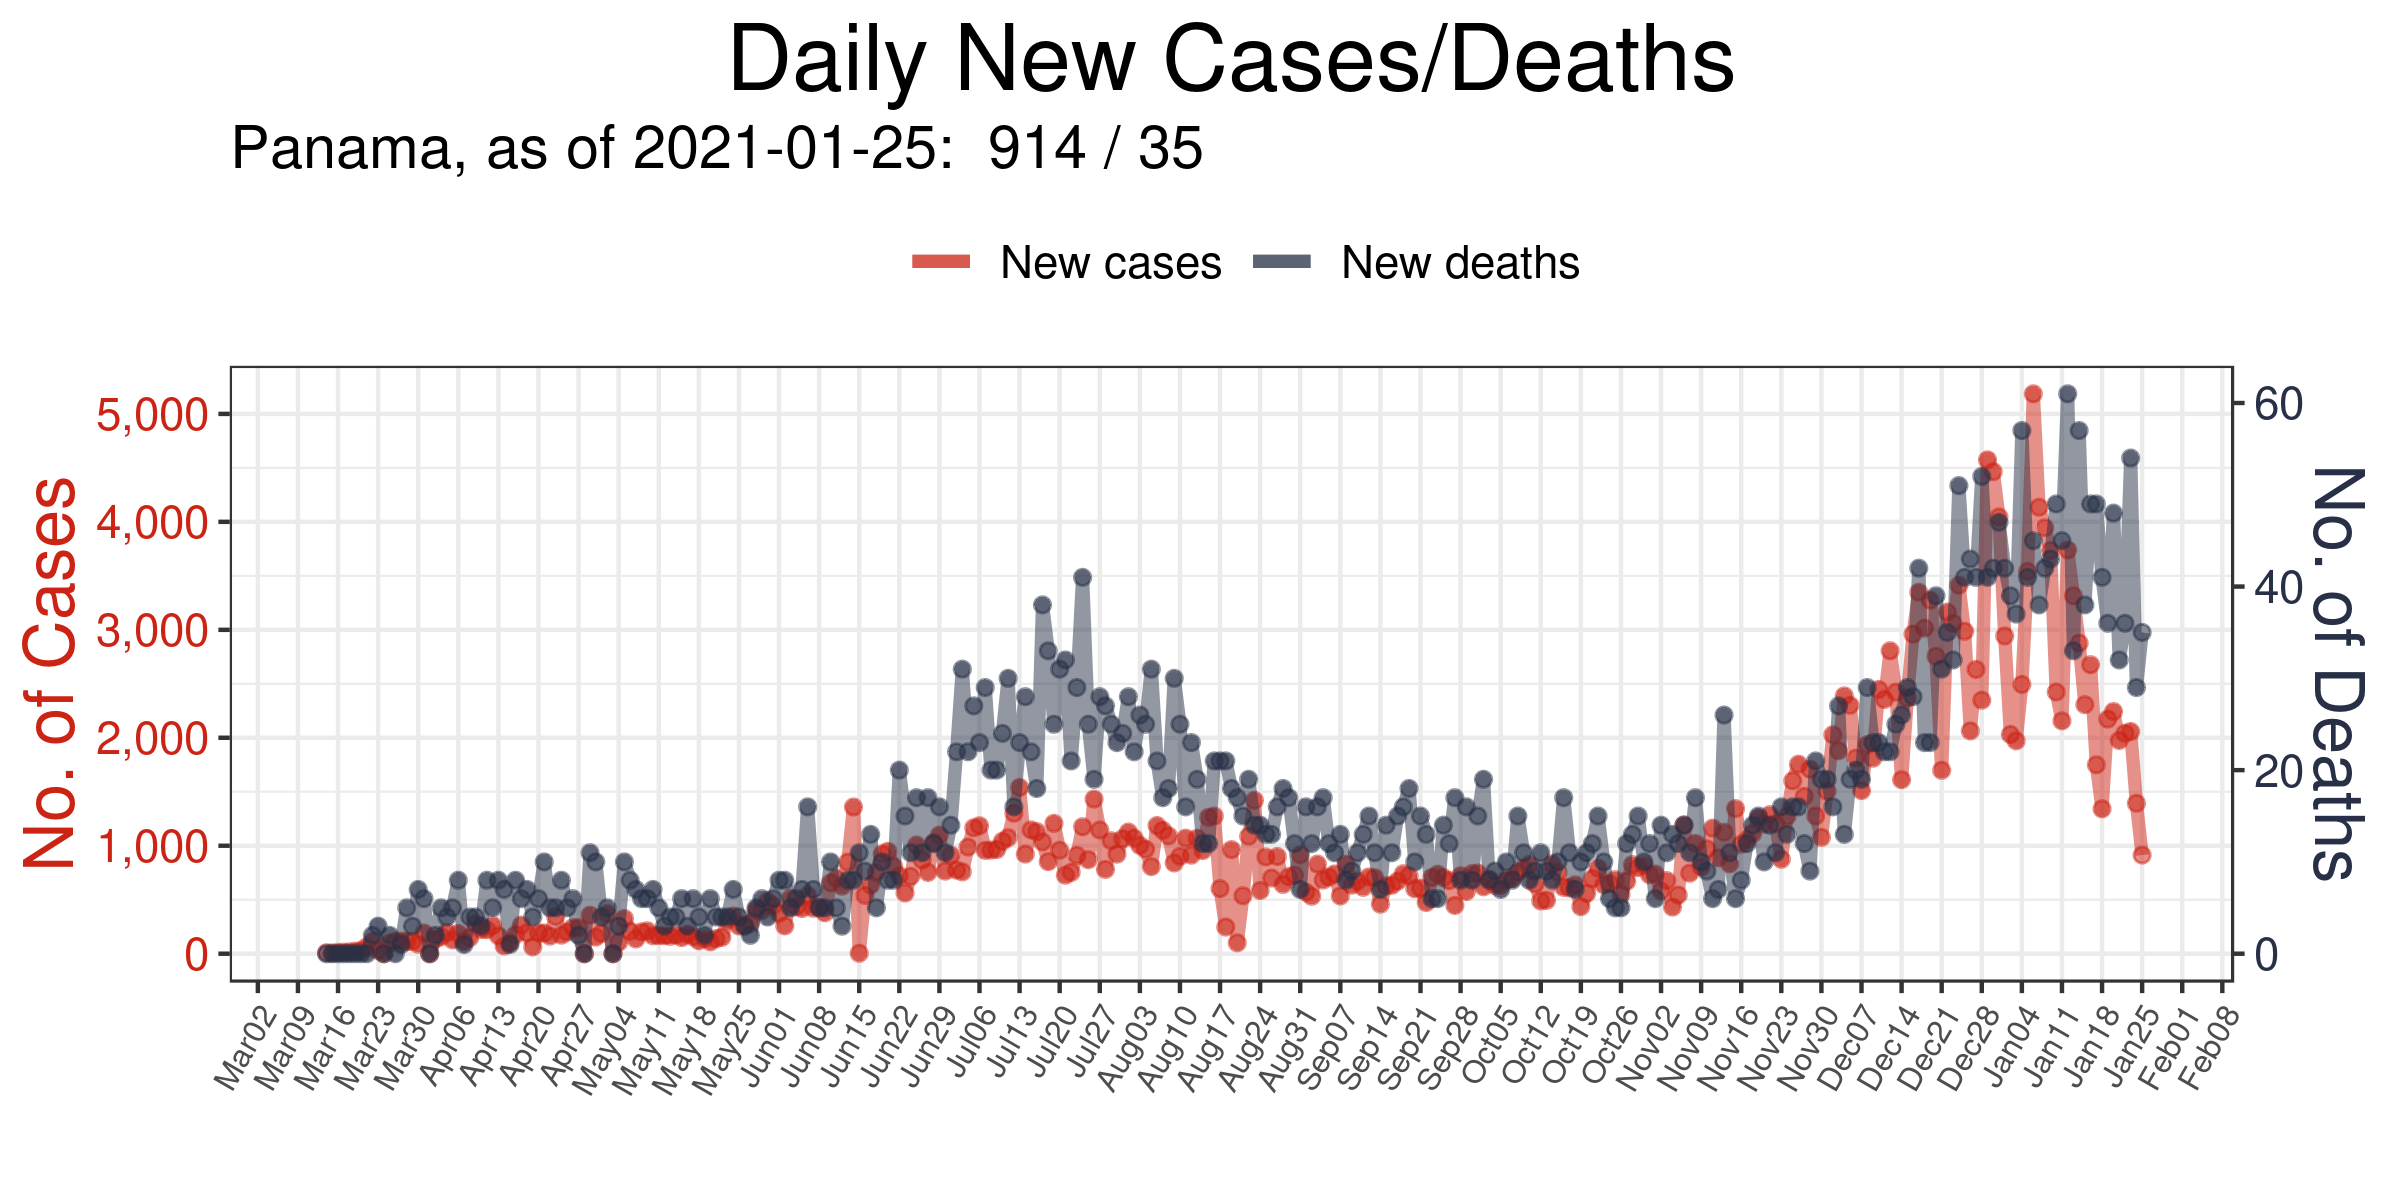 Daily New Cases/Deaths
Panama, as of 2021-01-25:  914 / 35
New cases New deaths
No. of Cases
5,000
4,000
3,000
2,000
1,000
0
60
40
20
0
No. of Deaths
Mar02 Mar09 Mar16 Mar23 Mar30 Apr06 Apr13 Apr20 Apr27 May04 May11 May18 May25 Jun01 Jun08 Jun15 Jun22 Jun29 Jul06 Jul13 Jul20 Jul27 Aug03 Aug10 Aug17 Aug24 Aug31 Sep07 Sep14 Sep21 Sep28 Oct05 Oct12 Oct19 Oct26 Nov02 Nov09 Nov16 Nov23 Nov30 Dec07 Dec14 Dec21 Dec28 Jan04 Jan11 Jan18 Jan25 Feb01 Feb08